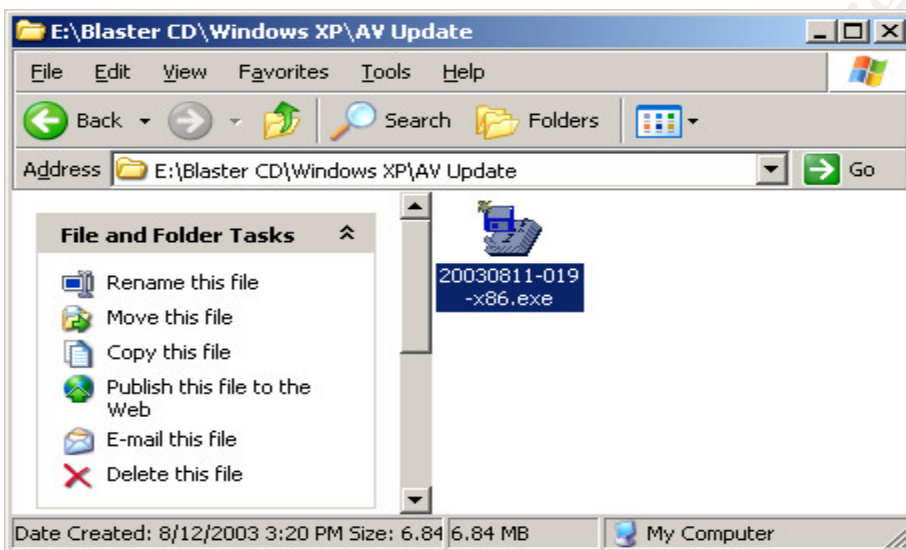 E:\Blaster CD\Windows XP\AV Update
File Edit View Favorites Tools Help
Back Search Folders
Address E:\Blaster CD\Windows XP\AV Update Go
File and Folder Tasks
Rename this file
Move this file
Copy this file
Publish this file to the
Web
E-mail this file
Delete this file
20030811-019
-x86.exe
Date Created: 8/12/2003 3:20 PM Size: 6.84 6.84 MB My Computer